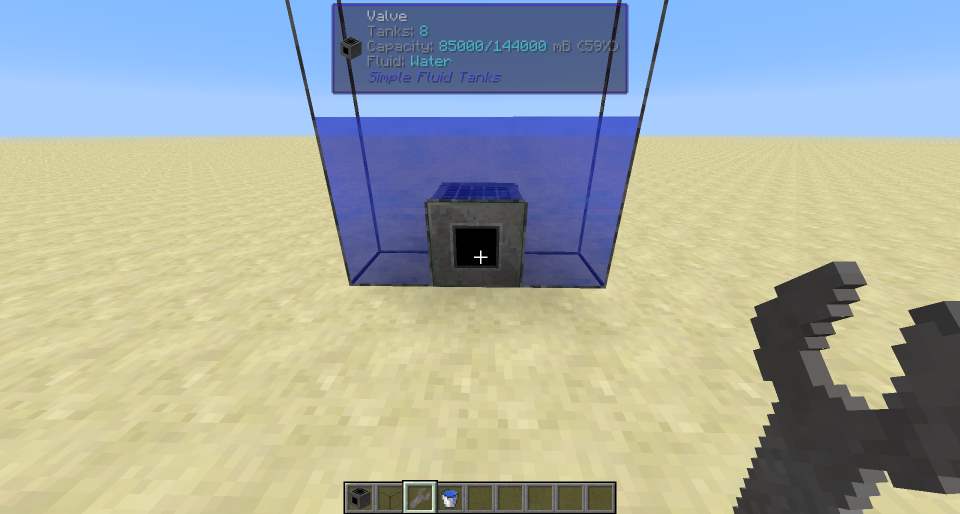 Valve
Tanks: 8
Capacity: 85000/144000 mB (59%)
Fluid: Water
Simple Fluid Tanks